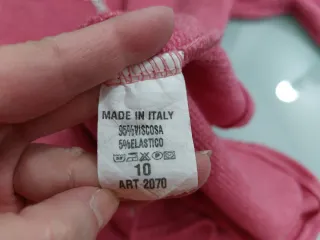 MADE IN ITALY
95%VISCOSA
5%ELASTICO
10
ART 2070